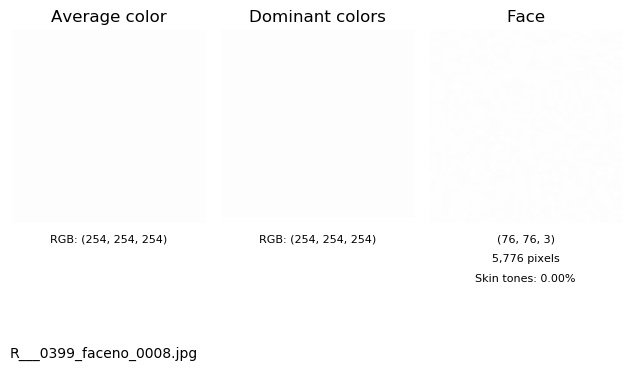 Average color
Dominant colors
Face
RGB: (254, 254, 254)
RGB: (254, 254, 254)
(76, 76, 3)
5,776 pixels
Skin tones: 0.00%
R___0399_faceno_0008.jpg